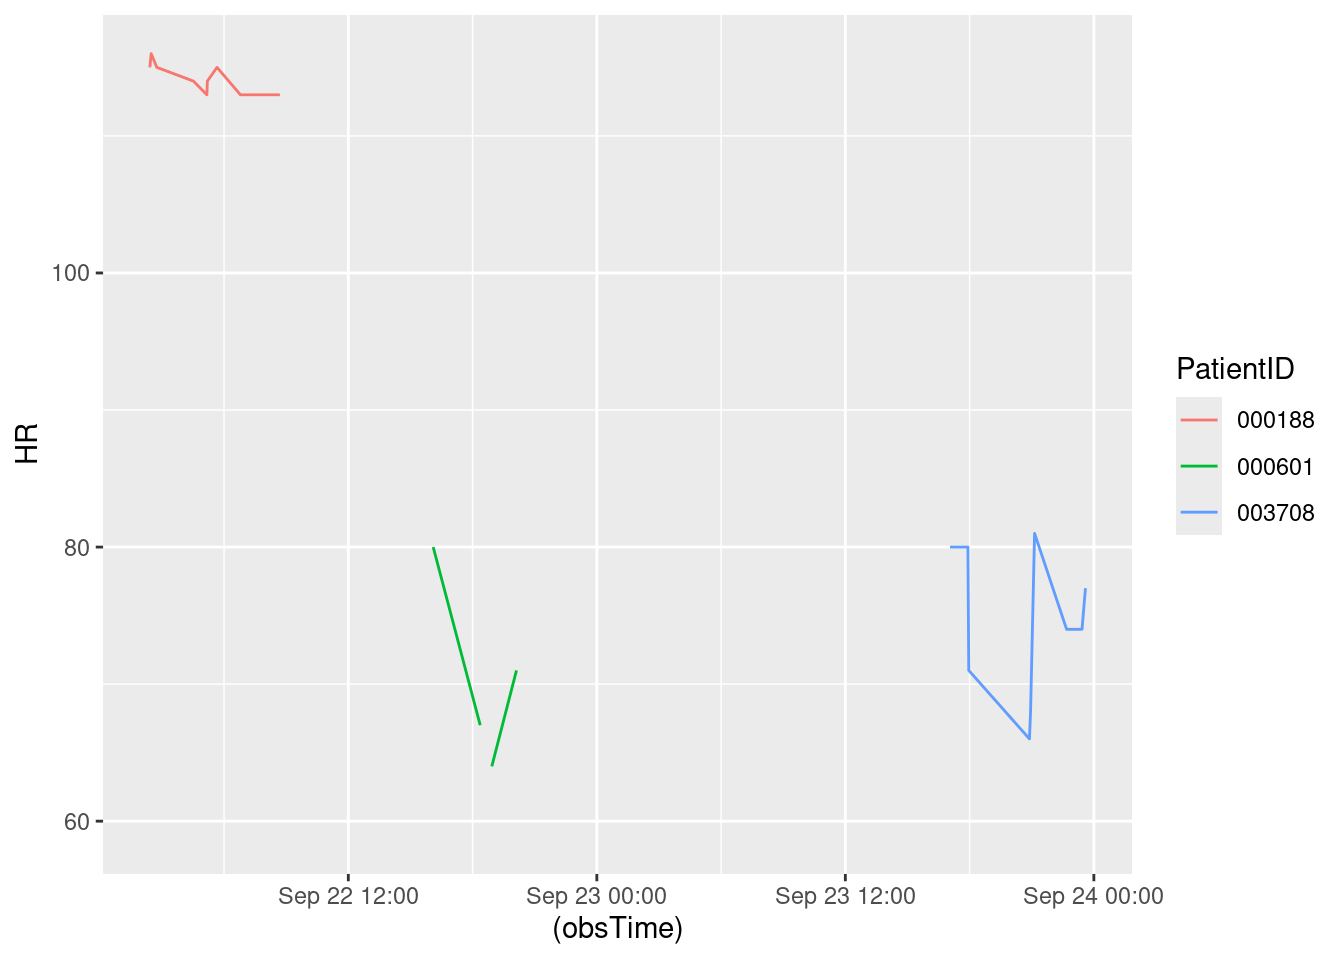 HR
100
80
60
Sep 22 12:00
Sep 23 00:00
Sep 23 12:00
Sep 24 00:00
(obsTime)
PatientID
000188
000601
003708